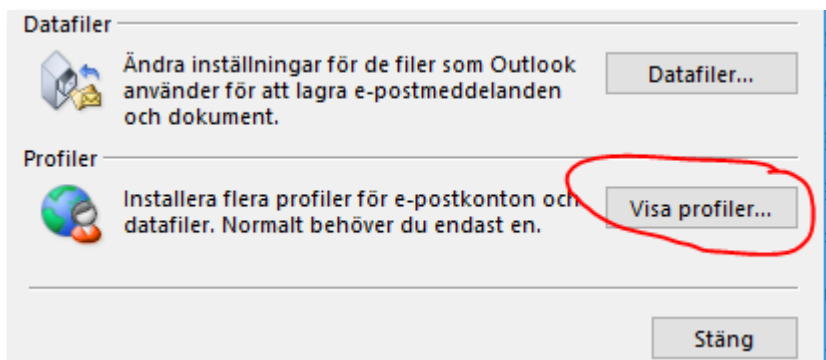 Datafiler
Ändra inställningar för de filer som Outlook
använder för att lagra e-postmeddelanden
och dokument.
Datafiler...
Profiler
Installera flera profiler för e-postkonton och
datafiler. Normalt behöver du endast en.
Visa profiler...
Stäng